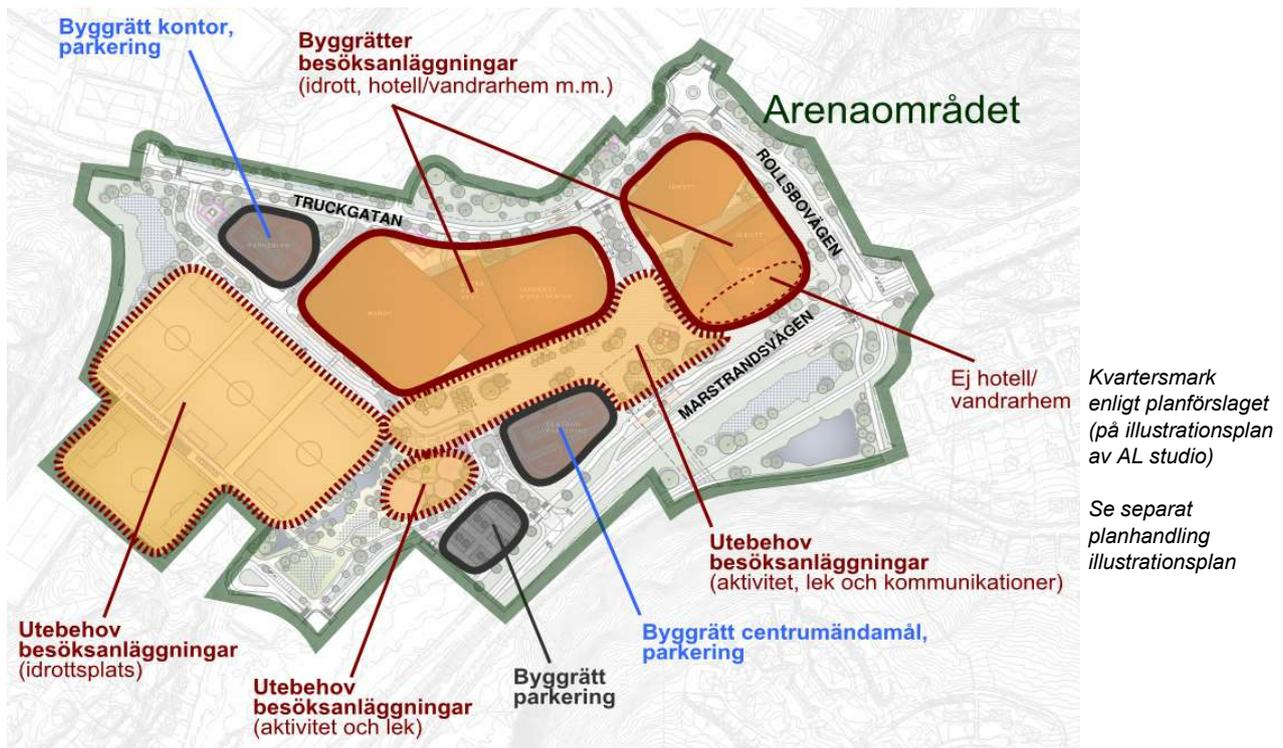 Byggrätt kontor,
parkering
Byggrätter
besöksanläggningar
(idrott, hotell/vandrarhem m.m.)
Arenaområdet
ROLLSBOVÄGEN
TRUCKGATAN
MARSTRANDSVÄGEN
Ej hotell/
vandrarhem
Kvartersmark
enligt planförslaget
(på illustrationsplan
av AL studio)
Se separat
planhandling
illustrationsplan
Utebehov
besöksanläggningar
(aktivitet, lek och kommunikationer)
Byggrätt centrumändamål,
parkering
Utebehov
besöksanläggningar
(idrottsplats)
Byggrätt
parkering
Utebehov
besöksanläggningar
(aktivitet och lek)